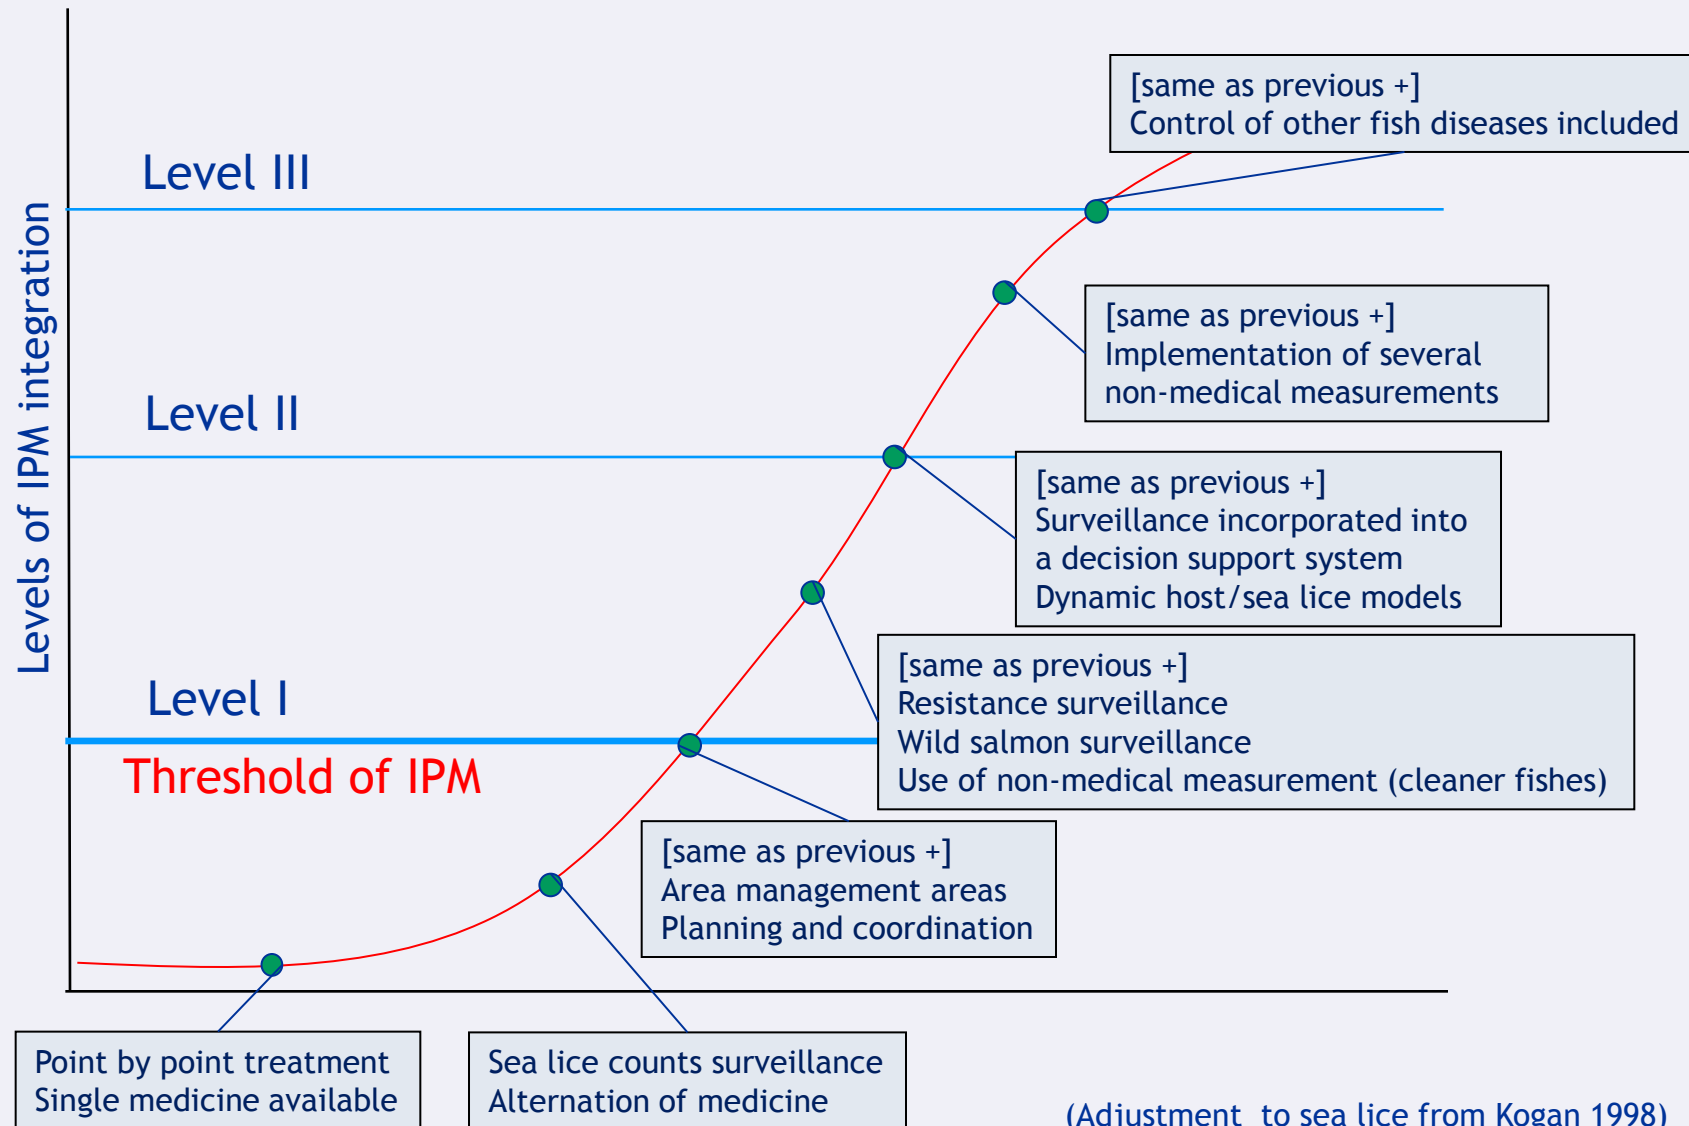 [same as previous +]
Control of other fish diseases included
Level III
Levels of IPM integration
[same as previous +]
Implementation of several
non-medical measurements
Level II
[same as previous +]
Surveillance incorporated into
a decision support system
Dynamic host/sea lice models
[same as previous +]
Resistance surveillance
Wild salmon surveillance
Use of non-medical measurement (cleaner fishes)
Level I
Threshold of IPM
[same as previous +]
Area management areas
Planning and coordination
Point by point treatment
Single medicine available
Sea lice counts surveillance
Alternation of medicine
(Adjustment to sea lice from Kogan 1998)